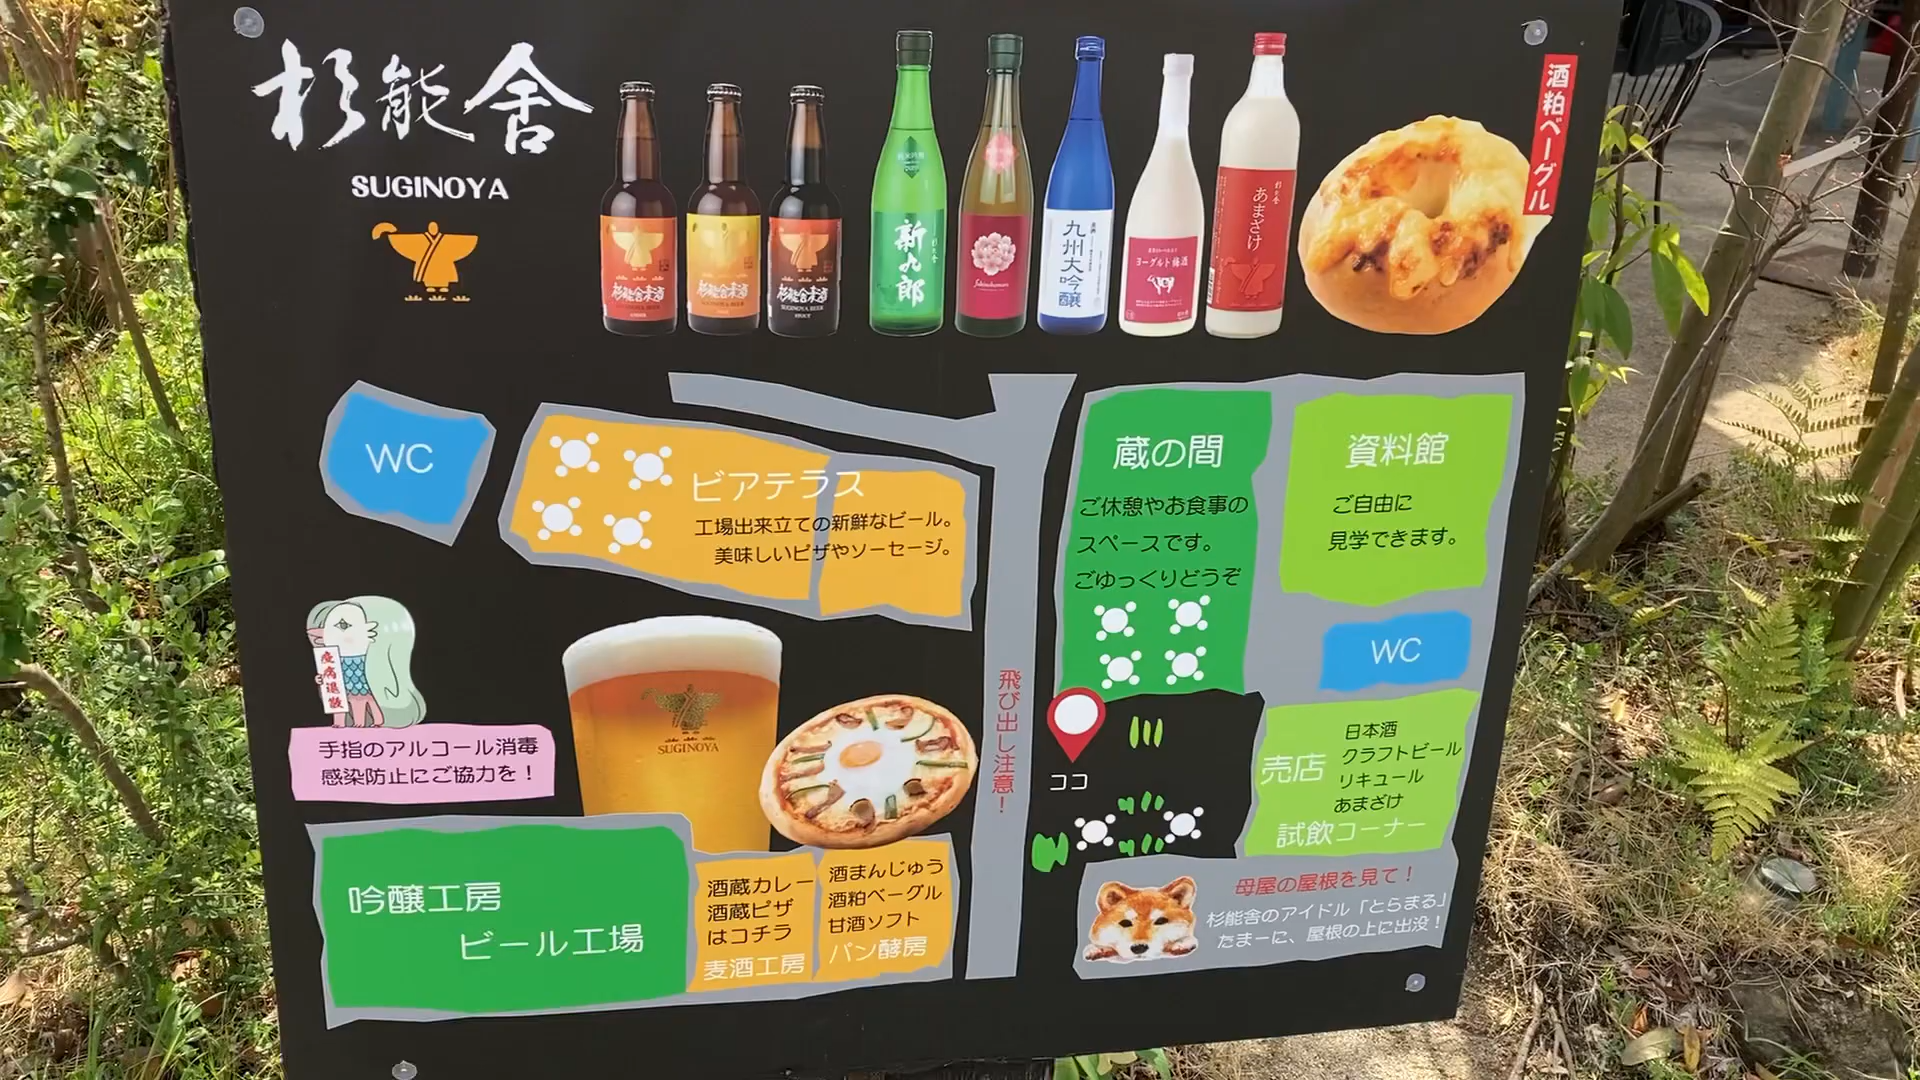 杉能舎
SUGINOYA
杉能舎麦酒
杉能舎麦酒
杉能舎麦酒
STOUT
新九郎
九州大吟醸
ヨーグルト梅酒
あまざけ
酒粕ベーグル
WC
ビアテラス
工場出来立ての新鮮なビール。
美味しいピザやソーセージ。
蔵の間
ご休憩やお食事の
スペースです。
ごゆっくりどうぞ
資料館
ご自由に
見学できます。
WC
疫病退散
手指のアルコール消毒
感染防止にご協力を！
SUGINOYA
飛び出し注意！
ココ
売店
日本酒
クラフトビール
リキュール
あまざけ
試飲コーナー
吟醸工房
ビール工場
酒蔵カレー
酒蔵ピザ
はコチラ
麦酒工房
酒まんじゅう
酒粕ベーグル
甘酒ソフト
パン酵房
母屋の屋根を見て！
杉能舎のアイドル「とらまる」
たまーに、屋根の上に出没！